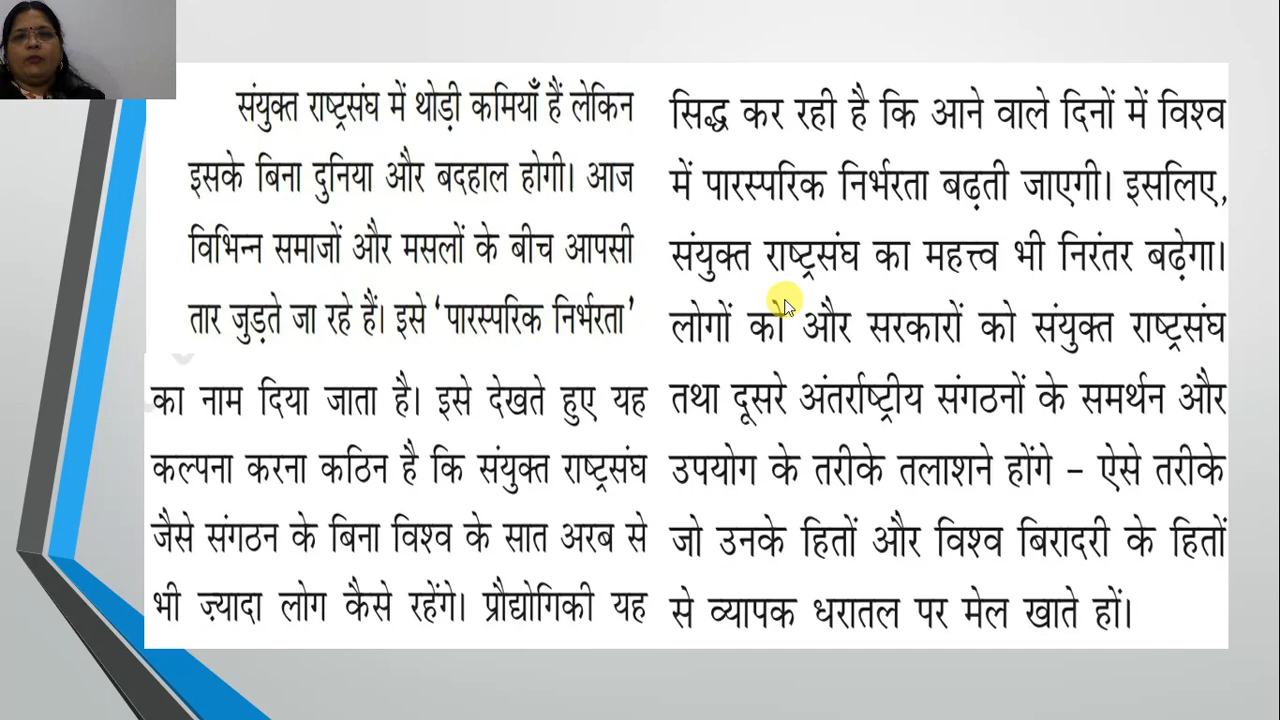 संयुक्त राष्ट्रसंघ में थोड़ी कमियाँ हैं लेकिन
इसके बिना दुनिया और बदहाल होगी। आज
विभिन्न समाजों और मसलों के बीच आपसी
तार जुड़ते जा रहे हैं। इसे ‘पारस्परिक निर्भरता’
का नाम दिया जाता है। इसे देखते हुए यह
कल्पना करना कठिन है कि संयुक्त राष्ट्रसंघ
जैसे संगठन के बिना विश्व के सात अरब से
भी ज़्यादा लोग कैसे रहेंगे। प्रौद्योगिकी यह
सिद्ध कर रही है कि आने वाले दिनों में विश्व
में पारस्परिक निर्भरता बढ़ती जाएगी। इसलिए,
संयुक्त राष्ट्रसंघ का महत्त्व भी निरंतर बढ़ेगा।
लोगों को और सरकारों को संयुक्त राष्ट्रसंघ
तथा दूसरे अंतर्राष्ट्रीय संगठनों के समर्थन और
उपयोग के तरीके तलाशने होंगे – ऐसे तरीके
जो उनके हितों और विश्व बिरादरी के हितों
से व्यापक धरातल पर मेल खाते हों।